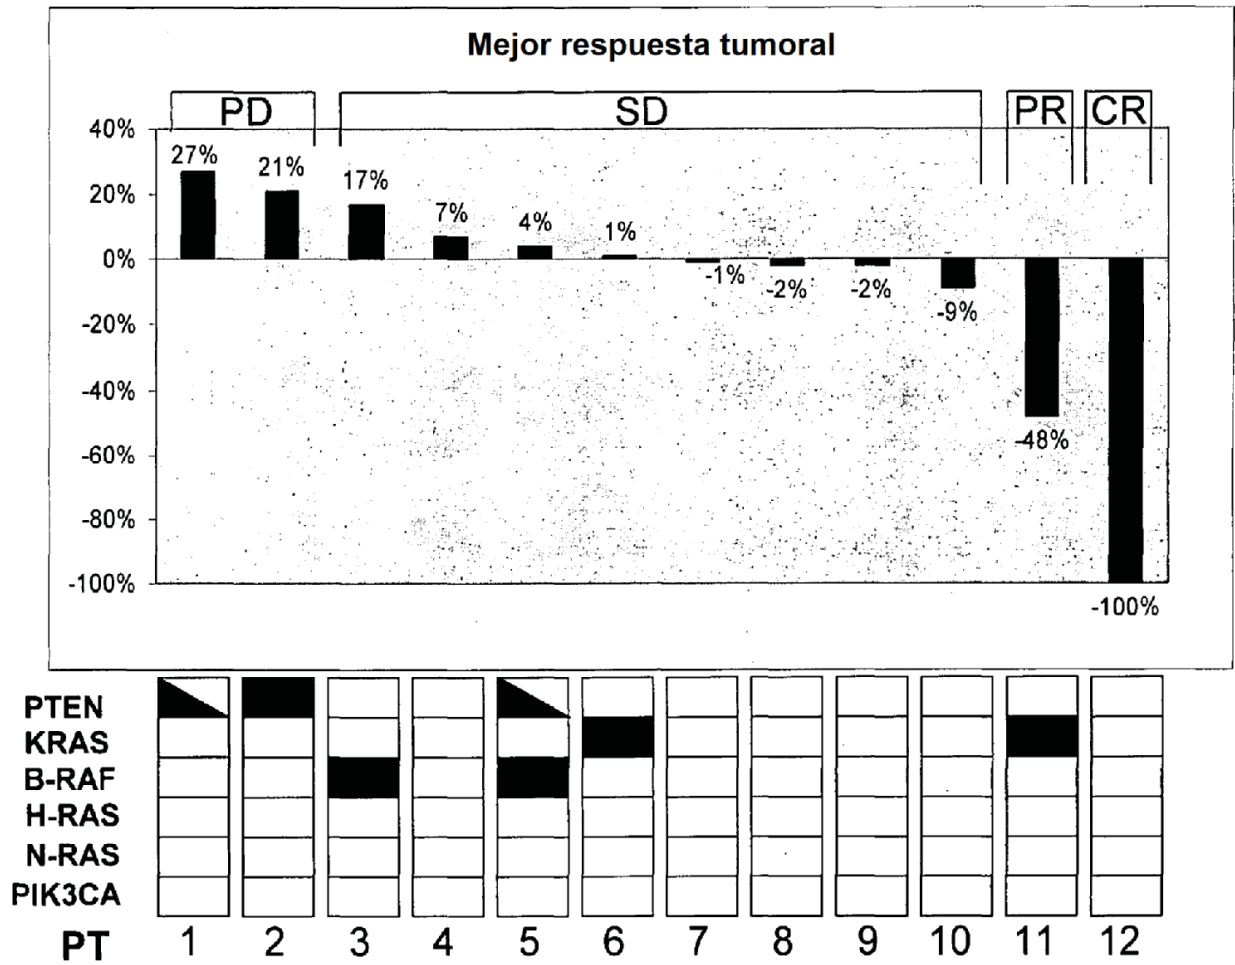 Mejor respuesta tumoral
PD SD PR CR
40%
27% 21% 17%
20%
7% 4% 1%
0%
-1% -2% -2% -9%
-20%
-40%
-48%
-60%
-80%
-100%
-100%
PTEN
KRAS
B-RAF
H-RAS
N-RAS
PIK3CA
PT 1 2 3 4 5 6 7 8 9 10 11 12